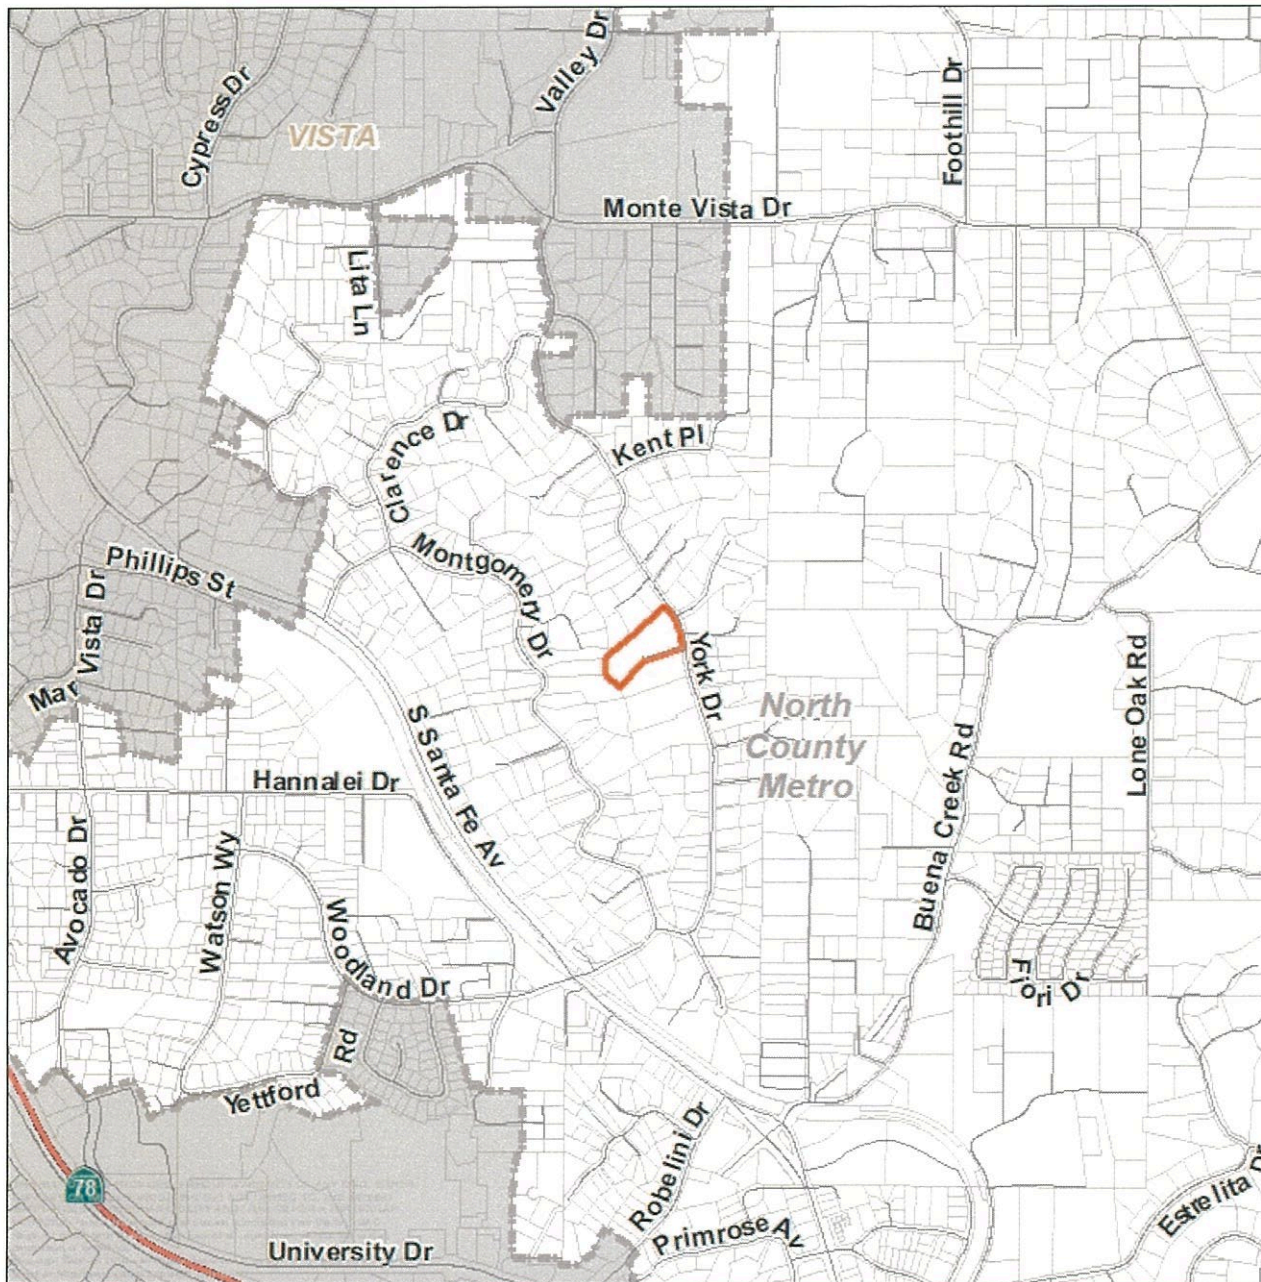 Cypress Dr
VISTA
Valley Dr
Foothill Dr
Monte Vista Dr
Lita Ln
Clarence Dr
Kent Pl
Montgomery Dr
Phillips St
Mar Vista Dr
York Dr
North
County
Metro
S Santa Fe Av
Lone Oak Rd
Buena Creek Rd
Hannalei Dr
Avocado Dr
Watson Wy
Woodland Dr
Fiori Dr
Yettford Rd
Robelini Dr
78
Estrelita Dr
Primrose Av
University Dr